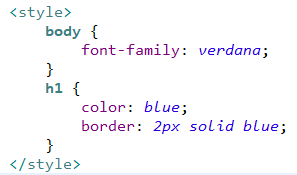 <style>
    body {
        font-family: verdana;
    }
    h1 {
        color: blue;
        border: 2px solid blue;
    }
</style>